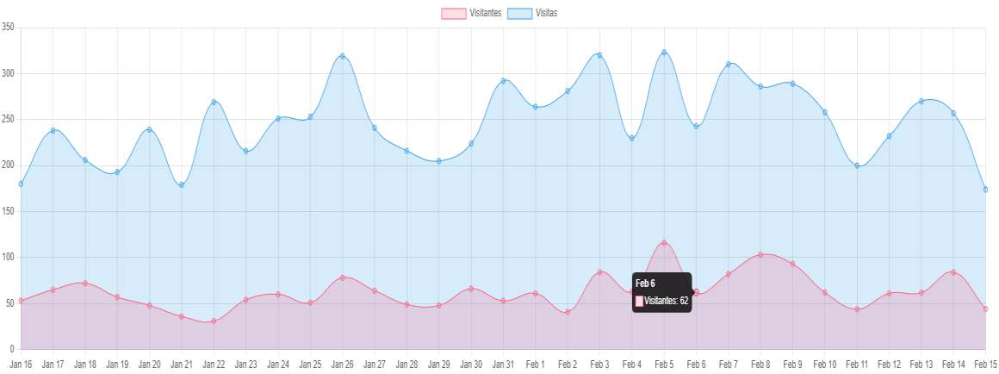 Visitantes Visitas
350
300
250
200
150
100
50
0
Feb 6
Visitantes: 62
Jan 16 Jan 17 Jan 18 Jan 19 Jan 20 Jan 21 Jan 22 Jan 23 Jan 24 Jan 25 Jan 26 Jan 27 Jan 28 Jan 29 Jan 30 Jan 31 Feb 1 Feb 2 Feb 3 Feb 4 Feb 5 Feb 6 Feb 7 Feb 8 Feb 9 Feb 10 Feb 11 Feb 12 Feb 13 Feb 14 Feb 15